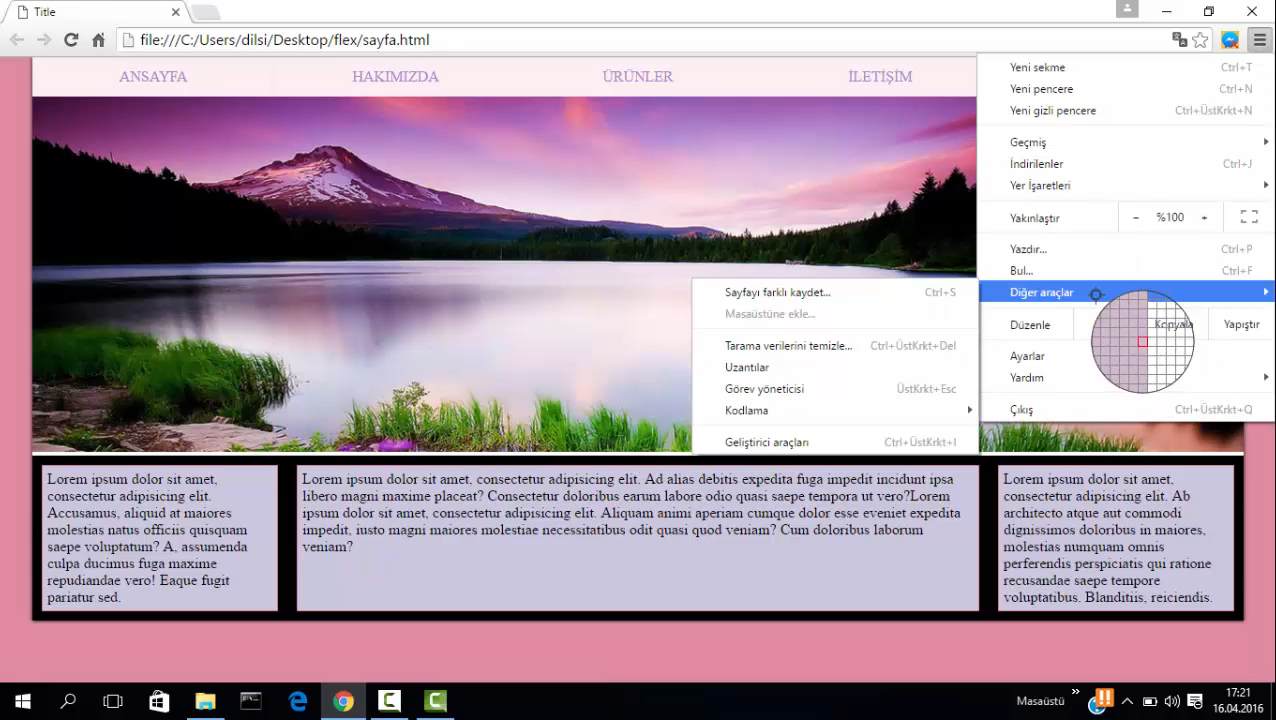 Title
file:///C:/Users/dilsi/Desktop/flex/sayfa.html
ANSAYFA HAKIMIZDA ÜRÜNLER İLETİŞİM
Yeni sekme Ctrl+T
Yeni pencere Ctrl+N
Yeni gizli pencere Ctrl+ÜstKrkt+N
Geçmiş
İndirilenler Ctrl+J
Yer İşaretleri
Yakınlaştır - %100 +
Yazdır... Ctrl+P
Bul... Ctrl+F
Diğer araçlar
Düzenle Kopyala Yapıştır
Ayarlar
Yardım
Çıkış Ctrl+ÜstKrkt+Q
Sayfayı farklı kaydet... Ctrl+S
Masaüstüne ekle...
Tarama verilerini temizle... Ctrl+ÜstKrkt+Del
Uzantılar
Görev yöneticisi ÜstKrkt+Esc
Kodlama
Geliştirici araçları Ctrl+ÜstKrkt+I
Lorem ipsum dolor sit amet,
consectetur adipisicing elit.
Accusamus, aliquid at maiores
molestias natus officiis quisquam
saepe voluptatum? A, assumenda
culpa ducimus fuga maxime
repudiandae vero! Eaque fugit
pariatur sed.
Lorem ipsum dolor sit amet, consectetur adipisicing elit. Ad alias debitis expedita fuga impedit incidunt ipsa
libero magni maxime placeat? Consectetur doloribus earum labore odio quasi saepe tempora ut vero?Lorem
ipsum dolor sit amet, consectetur adipisicing elit. Aliquam animi aperiam cumque dolor esse eveniet expedita
impedit, iusto magni maiores molestiae necessitatibus odit quasi quod veniam? Cum doloribus laborum
veniam?
Lorem ipsum dolor sit amet,
consectetur adipisicing elit. Ab
architecto atque aut commodi
dignissimos doloribus in maiores,
molestias numquam omnis
perferendis perspiciatis qui ratione
recusandae saepe tempore
voluptatibus. Blanditiis, reiciendis.
Masaüstü
17:21
16.04.2016